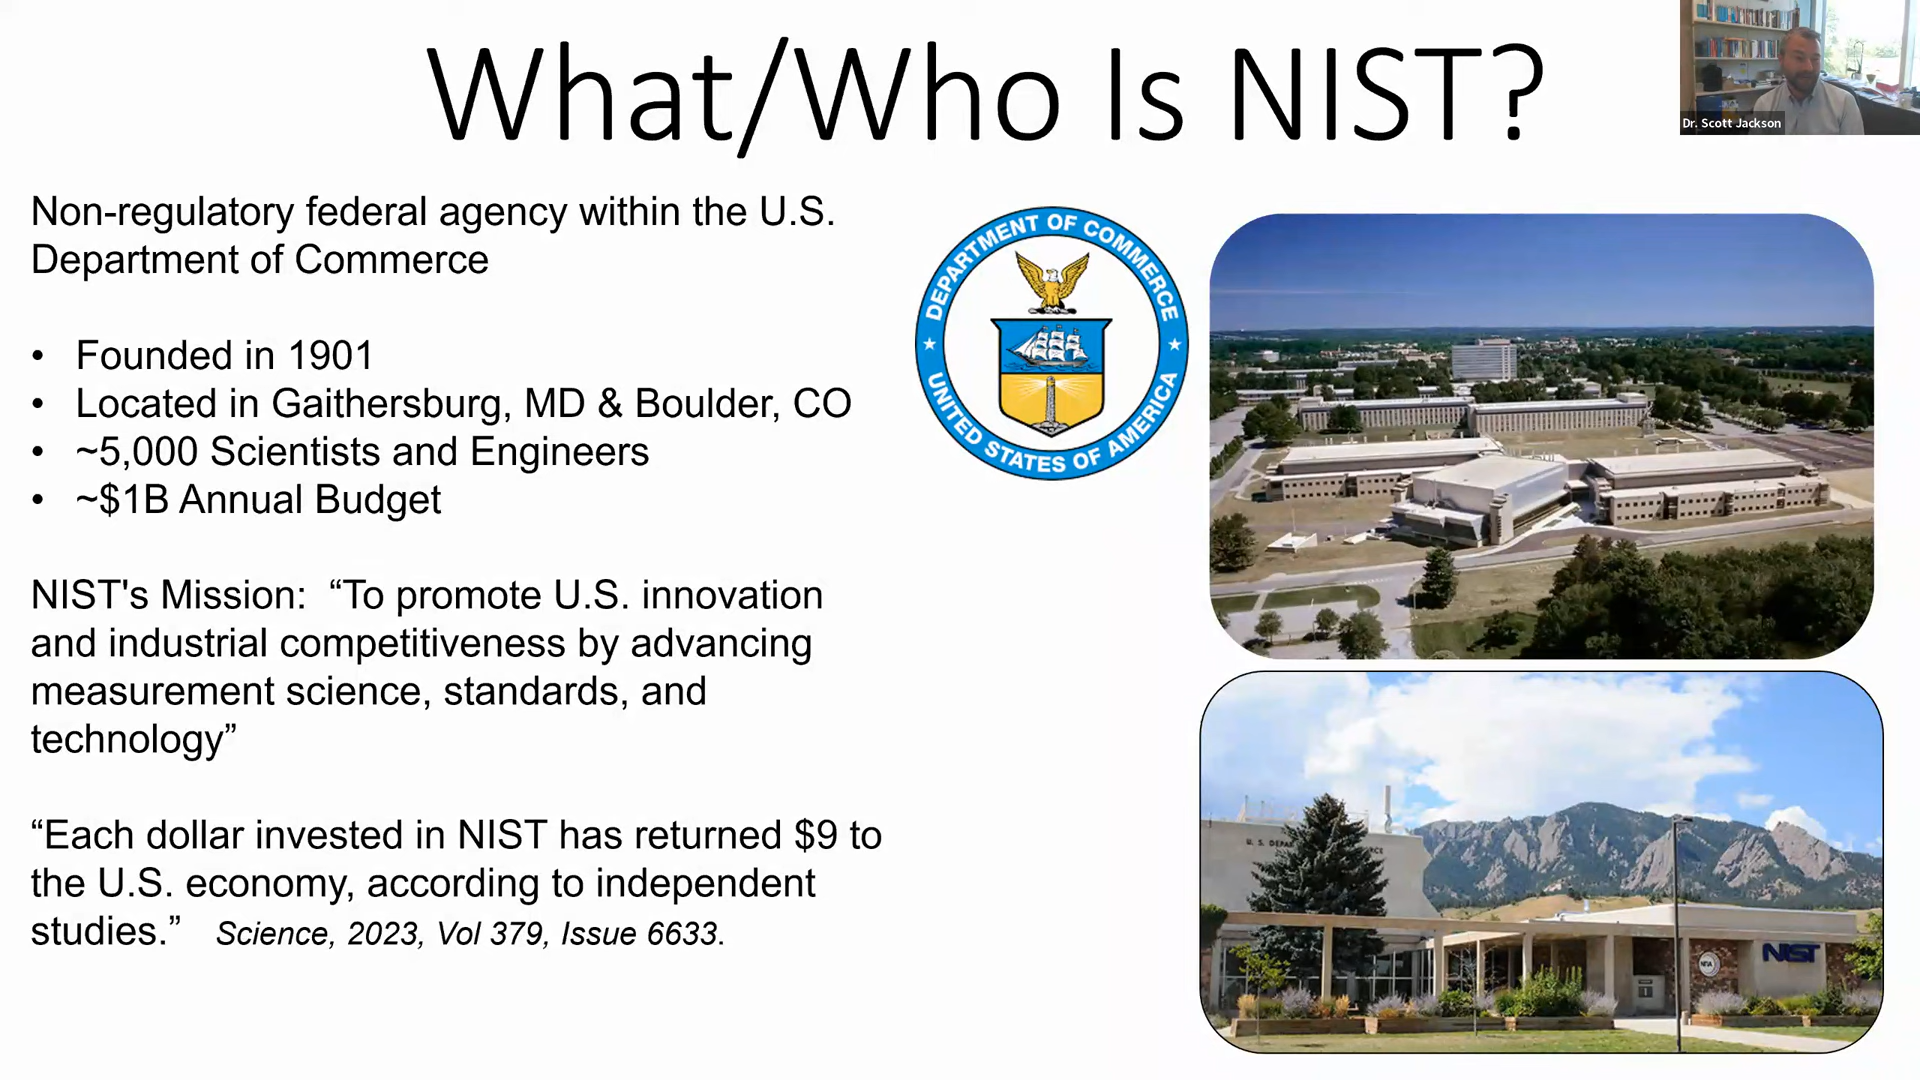 What/Who Is NIST?
Dr. Scott Jackson
Non-regulatory federal agency within the U.S.
Department of Commerce
• Founded in 1901
• Located in Gaithersburg, MD & Boulder, CO
• ~5,000 Scientists and Engineers
• ~$1B Annual Budget
NIST's Mission:  “To promote U.S. innovation
and industrial competitiveness by advancing
measurement science, standards, and
technology”
“Each dollar invested in NIST has returned $9 to
the U.S. economy, according to independent
studies.”   Science, 2023, Vol 379, Issue 6633.
DEPARTMENT OF COMMERCE
UNITED STATES OF AMERICA
U. S.
NIST